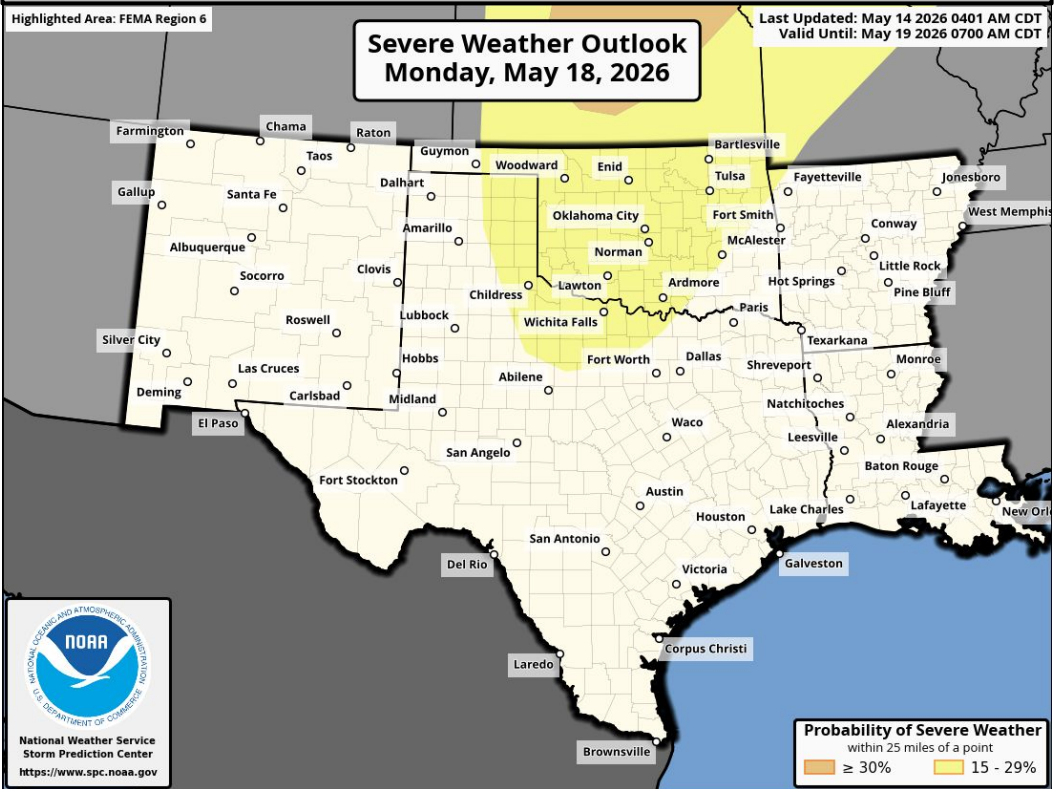 Highlighted Area: FEMA Region 6
Severe Weather Outlook
Monday, May 18, 2026
Last Updated: May 14 2026 0401 AM CDT
Valid Until: May 19 2026 0700 AM CDT
Farmington
Chama
Raton
Taos
Guymon
Woodward
Enid
Bartlesville
Tulsa
Fayetteville
Jonesboro
Gallup
Santa Fe
Dalhart
Oklahoma City
Fort Smith
West Memphis
Albuquerque
Amarillo
Norman
McAlester
Conway
Little Rock
Socorro
Clovis
Childress
Lawton
Ardmore
Hot Springs
Pine Bluff
Roswell
Lubbock
Wichita Falls
Paris
Texarkana
Silver City
Las Cruces
Hobbs
Fort Worth
Dallas
Shreveport
Monroe
Deming
Carlsbad
Midland
Abilene
Natchitoches
El Paso
Waco
Leesville
Alexandria
San Angelo
Baton Rouge
Fort Stockton
Austin
Lake Charles
Lafayette
New Orl
Houston
San Antonio
Del Rio
Victoria
Galveston
Laredo
Corpus Christi
Brownsville
NATIONAL OCEANIC AND ATMOSPHERIC ADMINISTRATION
NOAA
U.S. DEPARTMENT OF COMMERCE
National Weather Service
Storm Prediction Center
https://www.spc.noaa.gov
Probability of Severe Weather
within 25 miles of a point
≥ 30%
15 - 29%